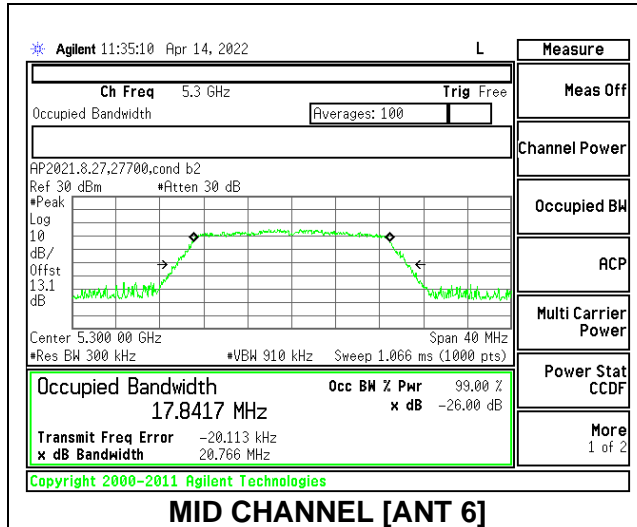 Agilent 11:35:10 Apr 14, 2022 L
Measure
Ch Freq 5.3 GHz Trig Free
Occupied Bandwidth Averages: 100
AP2021.8.27,27700,cond b2
Ref 30 dBm #Atten 30 dB
#Peak
Log
10
dB/
Offst
13.1
dB
Center 5.300 00 GHz Span 40 MHz
#Res BW 300 kHz #VBW 910 kHz Sweep 1.066 ms (1000 pts)
Occupied Bandwidth Occ BW % Pwr 99.00 %
17.8417 MHz x dB -26.00 dB
Transmit Freq Error -20.113 kHz
x dB Bandwidth 20.766 MHz
Copyright 2000-2011 Agilent Technologies
Meas Off
Channel Power
Occupied BW
ACP
Multi Carrier
Power
Power Stat
CCDF
More
1 of 2
MID CHANNEL [ANT 6]